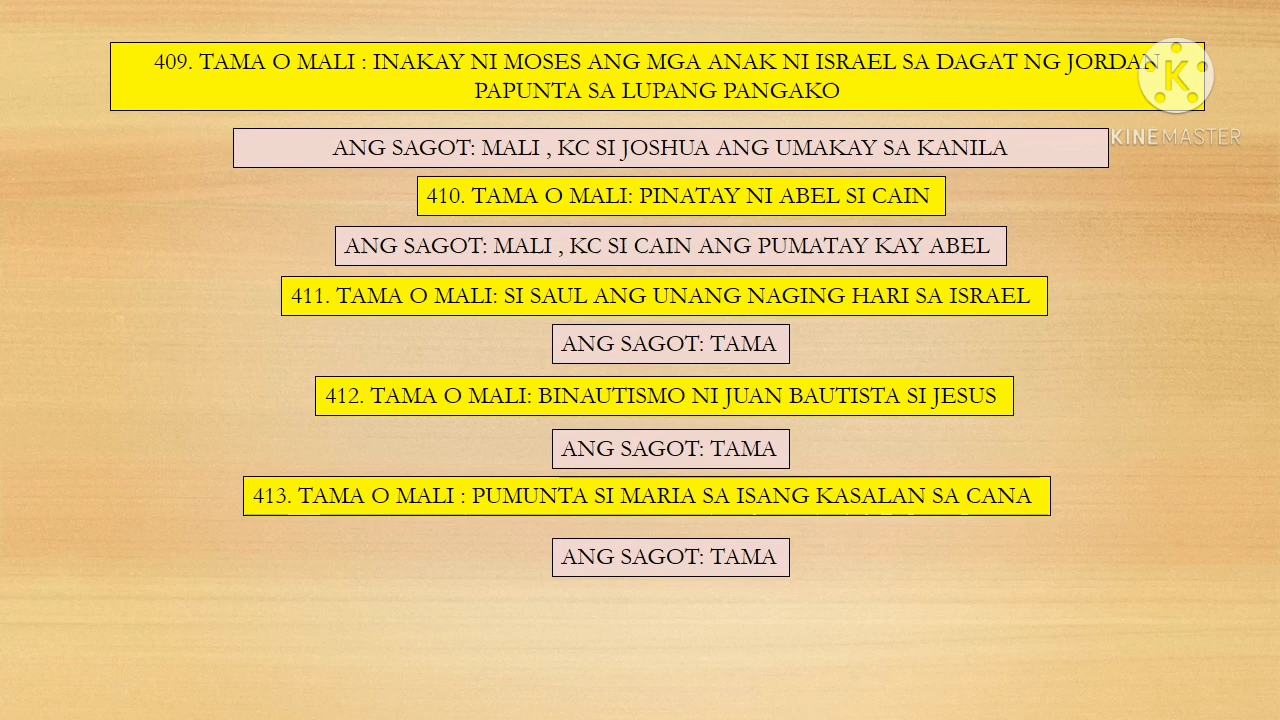 409. TAMA O MALI : INAKAY NI MOSES ANG MGA ANAK NI ISRAEL SA DAGAT NG JORDAN
PAPUNTA SA LUPANG PANGAKO
K
KINEMASTER
ANG SAGOT: MALI , KC SI JOSHUA ANG UMAKAY SA KANILA
410. TAMA O MALI: PINATAY NI ABEL SI CAIN
ANG SAGOT: MALI , KC SI CAIN ANG PUMATAY KAY ABEL
411. TAMA O MALI: SI SAUL ANG UNANG NAGING HARI SA ISRAEL
ANG SAGOT: TAMA
412. TAMA O MALI: BINAUTISMO NI JUAN BAUTISTA SI JESUS
ANG SAGOT: TAMA
413. TAMA O MALI : PUMUNTA SI MARIA SA ISANG KASALAN SA CANA
ANG SAGOT: TAMA